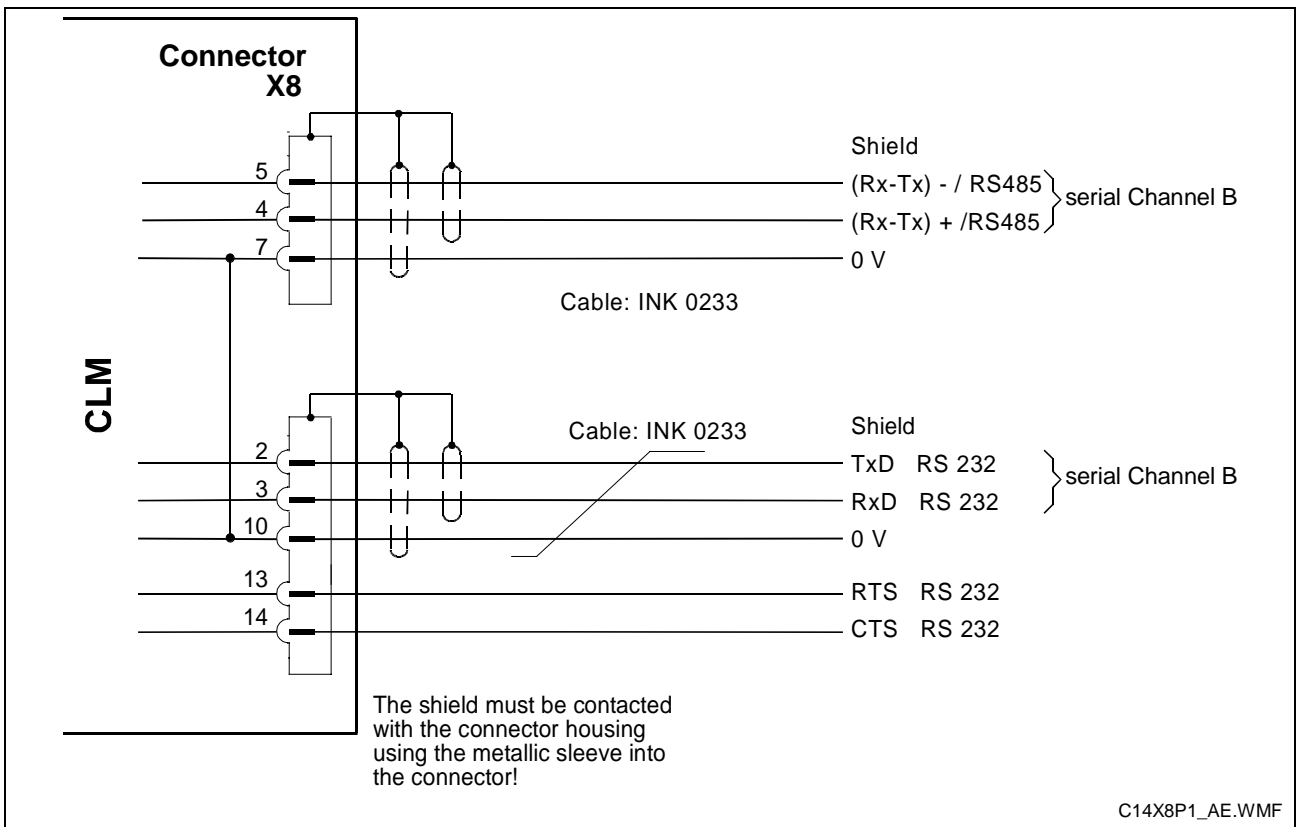 Connector
X8
Shield
5
(Rx-Tx) - / RS485
serial Channel B
4
(Rx-Tx) + /RS485
7
0 V
Cable: INK 0233
CLM
Cable: INK 0233
Shield
2
TxD RS 232
serial Channel B
3
RxD RS 232
10
0 V
13
RTS RS 232
14
CTS RS 232
The shield must be contacted
with the connector housing
using the metallic sleeve into
the connector!
C14X8P1_AE.WMF